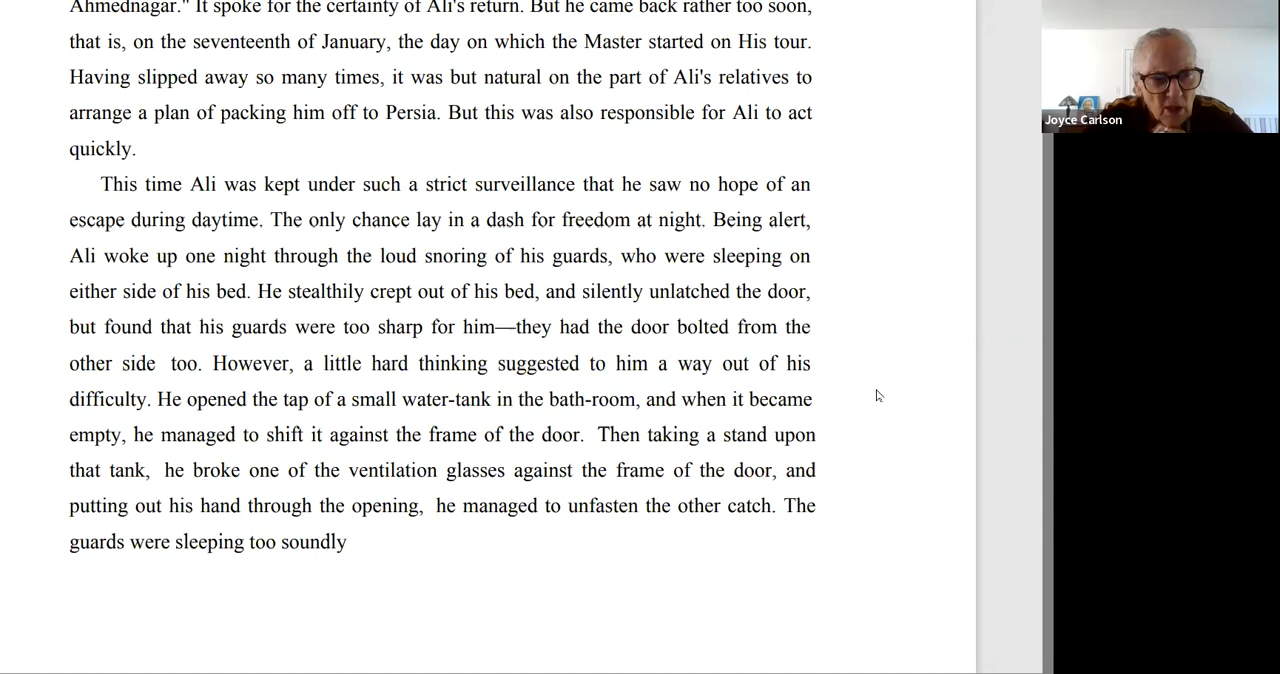 Ahmednagar." It spoke for the certainty of Ali's return. But he came back rather too soon,
that is, on the seventeenth of January, the day on which the Master started on His tour.
Having slipped away so many times, it was but natural on the part of Ali's relatives to
arrange a plan of packing him off to Persia. But this was also responsible for Ali to act
quickly.
This time Ali was kept under such a strict surveillance that he saw no hope of an
escape during daytime. The only chance lay in a dash for freedom at night. Being alert,
Ali woke up one night through the loud snoring of his guards, who were sleeping on
either side of his bed. He stealthily crept out of his bed, and silently unlatched the door,
but found that his guards were too sharp for him—they had the door bolted from the
other side too. However, a little hard thinking suggested to him a way out of his
difficulty. He opened the tap of a small water-tank in the bath-room, and when it became
empty, he managed to shift it against the frame of the door. Then taking a stand upon
that tank, he broke one of the ventilation glasses against the frame of the door, and
putting out his hand through the opening, he managed to unfasten the other catch. The
guards were sleeping too soundly
Joyce Carlson